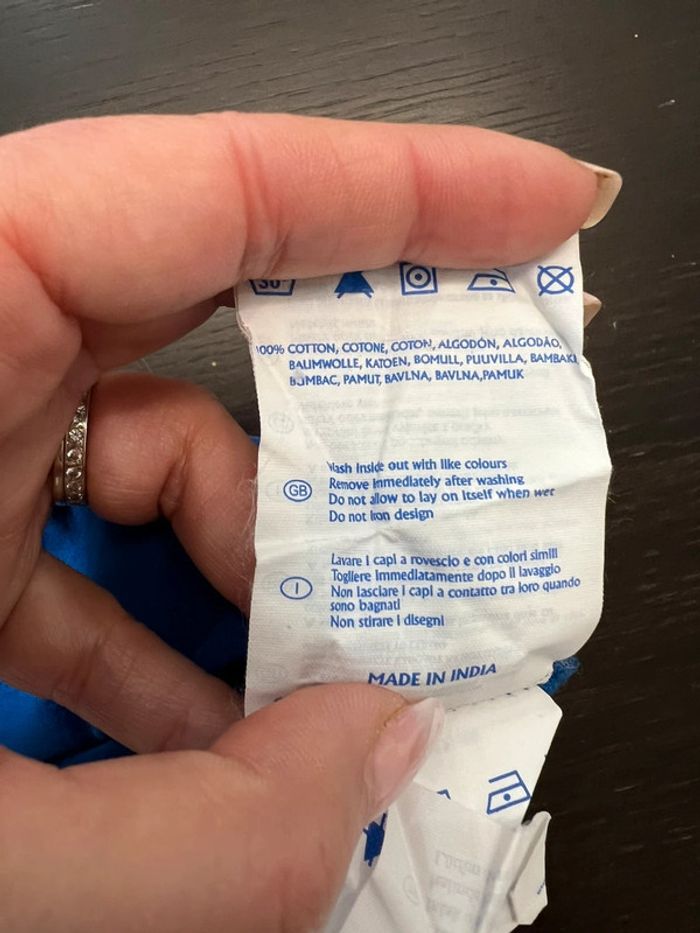 30
100% COTTON, COTONE, COTON, ALGODÓN, ALGODÃO,
BAUMWOLLE, KATOEN, BOMULL, PUUVILLA, BAMBAKI,
BUMBAC, PAMUT, BAVLNA, BAVLNA,PAMUK
GB
Wash inside out with like colours
Remove immediately after washing
Do not allow to lay on itself when wet
Do not iron design
I
Lavare i capi a rovescio e con colori simili
Togliere immediatamente dopo il lavaggio
Non lasciare i capi a contatto tra loro quando
sono bagnati
Non stirare i disegni
MADE IN INDIA